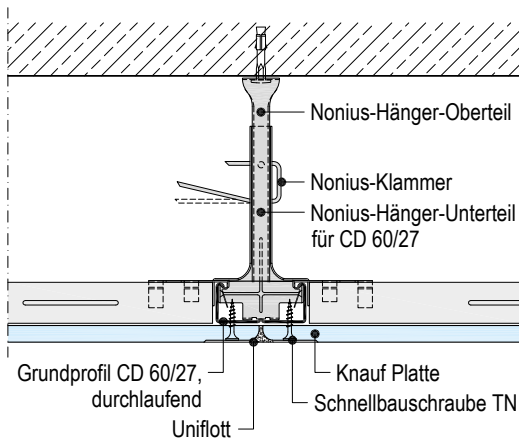 Nonius-Hänger-Oberteil
Nonius-Klammer
Nonius-Hänger-Unterteil
für CD 60/27
Grundprofil CD 60/27,
durchlaufend
Uniflott
Knauf Platte
Schnellbauschraube TN